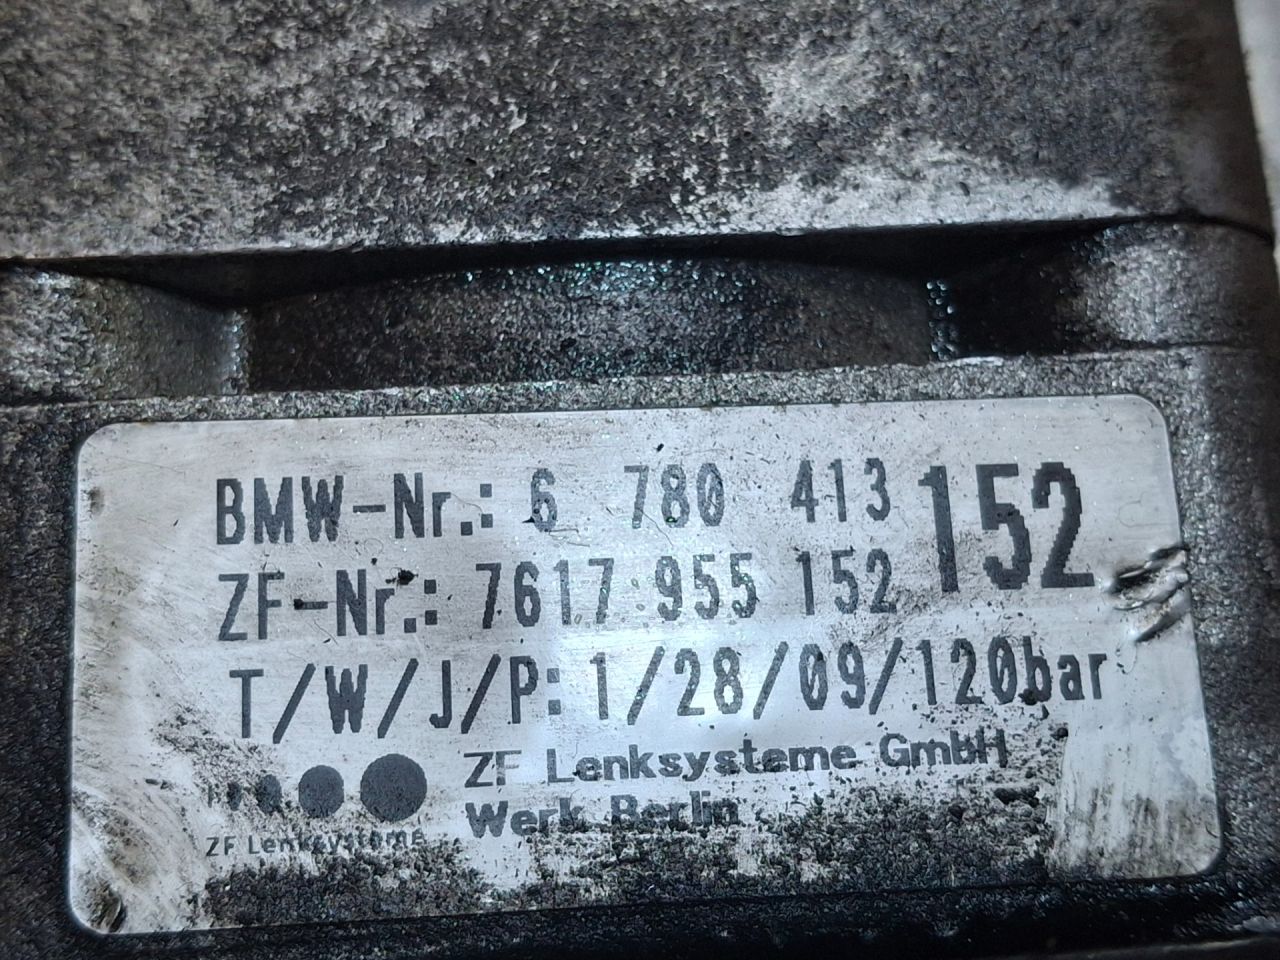 BMW-Nr.: 6 780 413 152
ZF-Nr.: 7617 955 152
T/W/J/P: 1/28/09/120bar
ZF Lenksysteme GmbH
Werk Berlin
ZF Lenksysteme